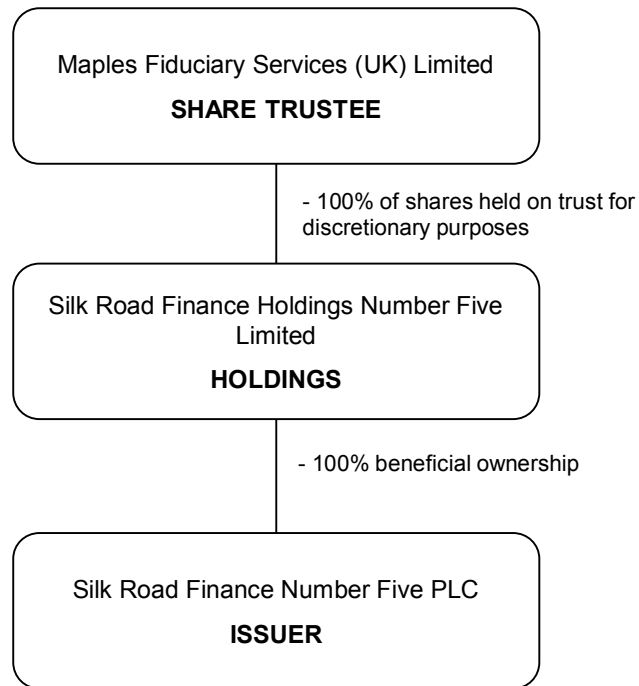 Maples Fiduciary Services (UK) Limited
SHARE TRUSTEE
- 100% of shares held on trust for
discretionary purposes
Silk Road Finance Holdings Number Five
Limited
HOLDINGS
- 100% beneficial ownership
Silk Road Finance Number Five PLC
ISSUER